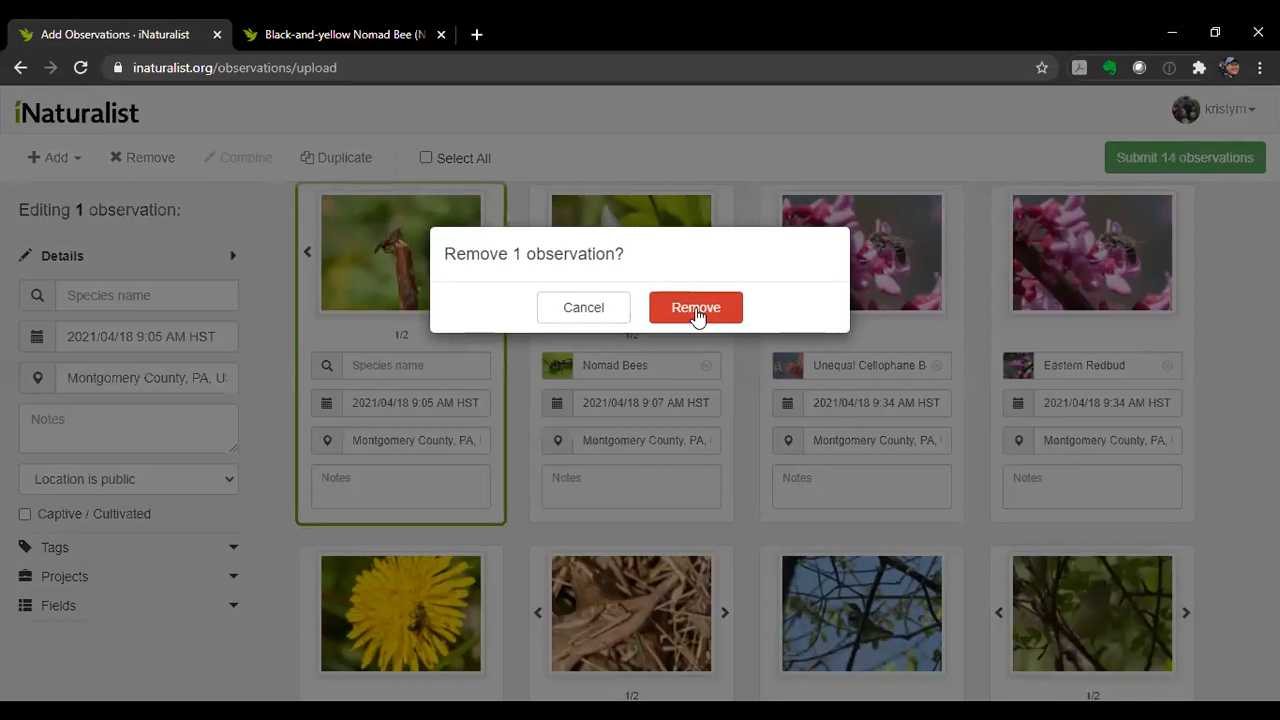 Add Observations · iNaturalist
Black-and-yellow Nomad Bee (N
inaturalist.org/observations/upload
iNaturalist
kristym
Add
Remove
Combine
Duplicate
Select All
Submit 14 observations
Editing 1 observation:
Details
Species name
2021/04/18 9:05 AM HST
Montgomery County, PA, U
Notes
Location is public
Captive / Cultivated
Tags
Projects
Fields
Remove 1 observation?
Cancel
Remove
1/2
1/2
Species name
Nomad Bees
Unequal Cellophane B
Eastern Redbud
2021/04/18 9:05 AM HST
2021/04/18 9:07 AM HST
2021/04/18 9:34 AM HST
2021/04/18 9:34 AM HST
Montgomery County, PA,
Montgomery County, PA,
Montgomery County, PA,
Montgomery County, PA,
Notes
Notes
Notes
Notes
1/2
1/2